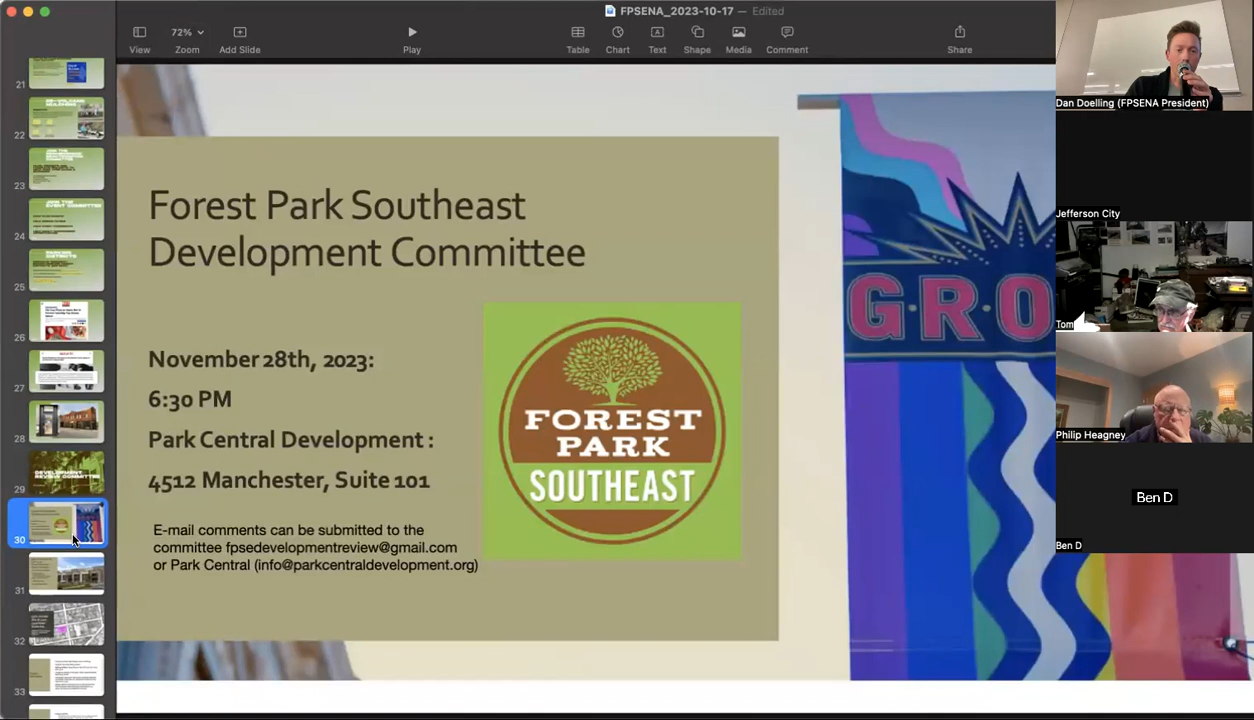 FPSENA_2023-10-17 — Edited
View
72%
Zoom
Add Slide
Play
Table
Chart
Text
Shape
Media
Comment
Share
21
22
23
24
25
26
27
28
29
30
31
32
33
Forest Park Southeast
Development Committee
November 28th, 2023:
6:30 PM
Park Central Development :
4512 Manchester, Suite 101
E-mail comments can be submitted to the
committee fpsedevelopmentreview@gmail.com
or Park Central (info@parkcentraldevelopment.org)
FOREST
PARK
SOUTHEAST
G·R·O
Dan Doelling (FPSENA President)
Jefferson City
Tom
Philip Heagney
Ben D
Ben D